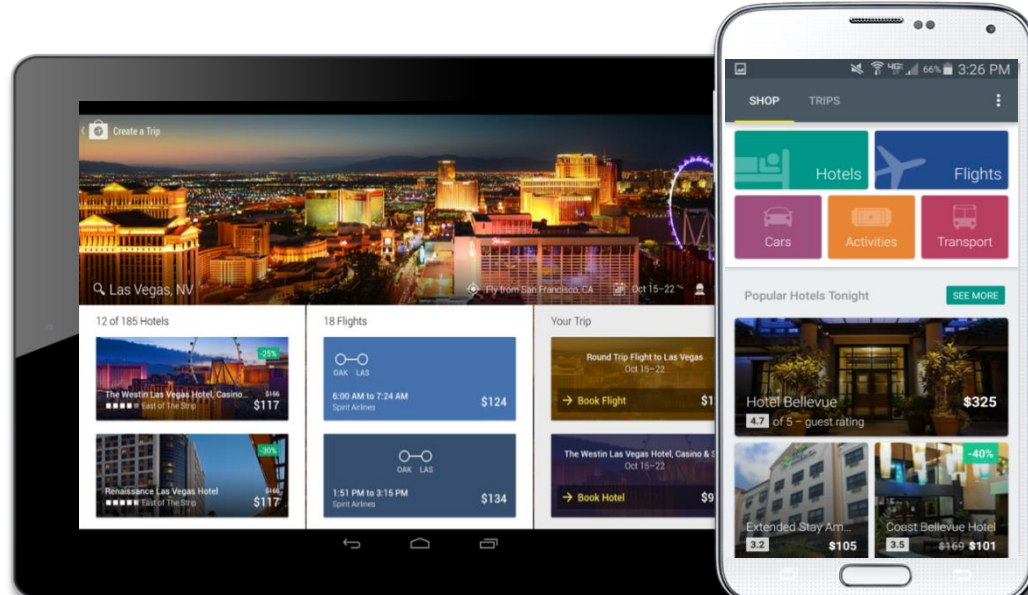 Create a Trip
Las Vegas, NV
Fly from San Francisco, CA
Oct 15–22
12 of 185 Hotels
-25%
The Westin Las Vegas Hotel, Casino...
East of The Strip
$117
-30%
Renaissance Las Vegas Hotel
East of The Strip
$117
18 Flights
OAK LAS
6:00 AM to 7:24 AM
Spirit Airlines
$124
OAK LAS
1:51 PM to 3:15 PM
Spirit Airlines
$134
Your Trip
Round Trip Flight to Las Vegas
Oct 15–22
Book Flight
The Westin Las Vegas Hotel, Casino &
Oct 15–22
Book Hotel
4G
66% 3:26 PM
SHOP TRIPS
Hotels Flights
Cars Activities Transport
Popular Hotels Tonight SEE MORE
Hotel Bellevue $325
4.7 of 5 – guest rating
Extended Stay Am...
3.2 $105
-40%
Coast Bellevue Hotel
3.5 $169 $101